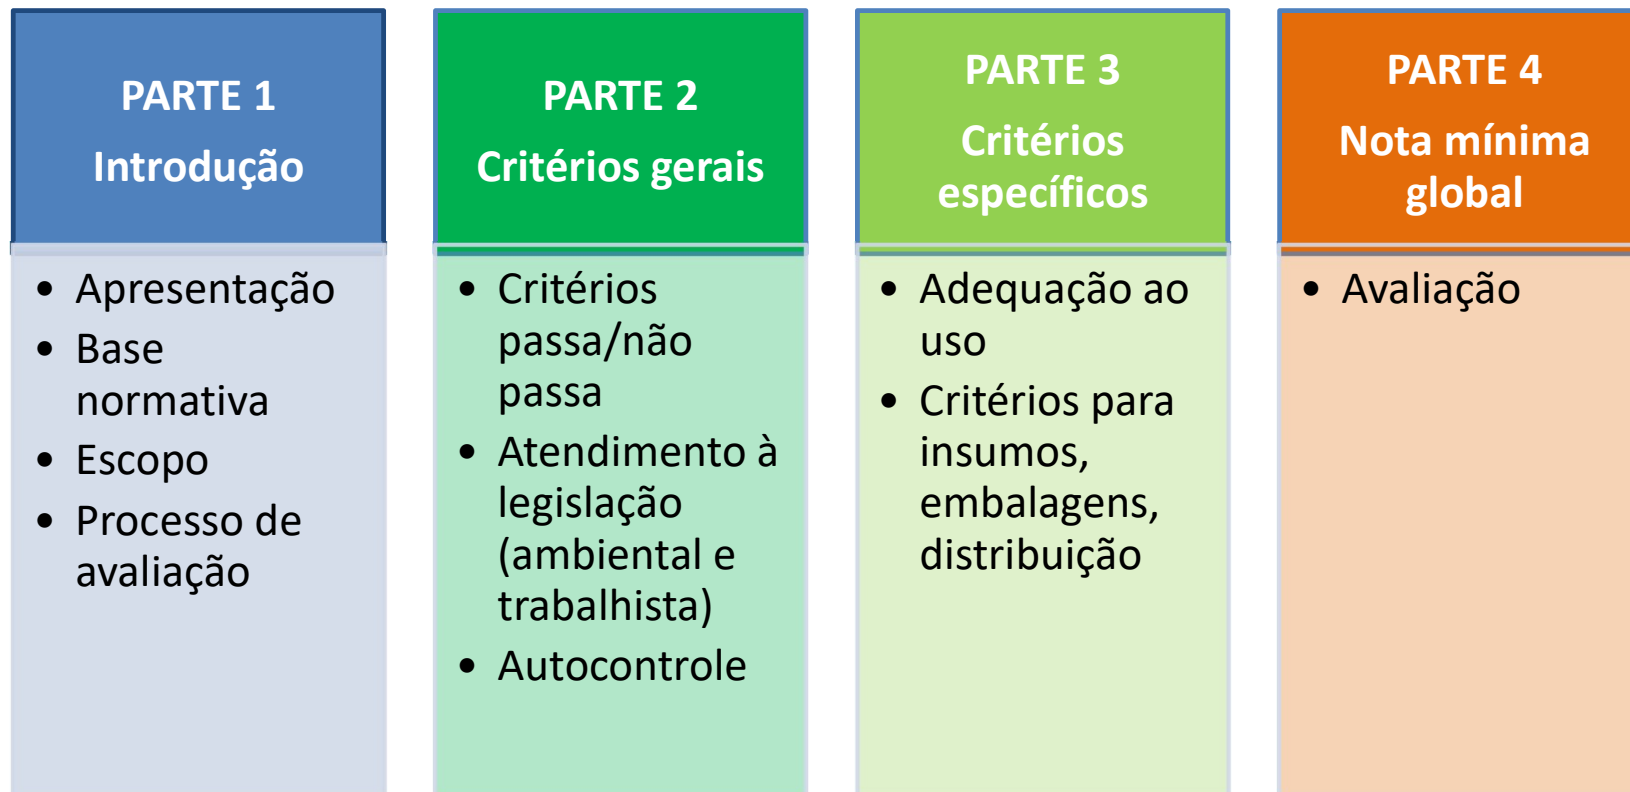 PARTE 1
Introdução
• Apresentação
• Base
normativa
• Escopo
• Processo de
avaliação
PARTE 2
Critérios gerais
• Critérios
passa/não
passa
• Atendimento à
legislação
(ambiental e
trabalhista)
• Autocontrole
PARTE 3
Critérios
específicos
• Adequação ao
uso
• Critérios para
insumos,
embalagens,
distribuição
PARTE 4
Nota mínima
global
• Avaliação